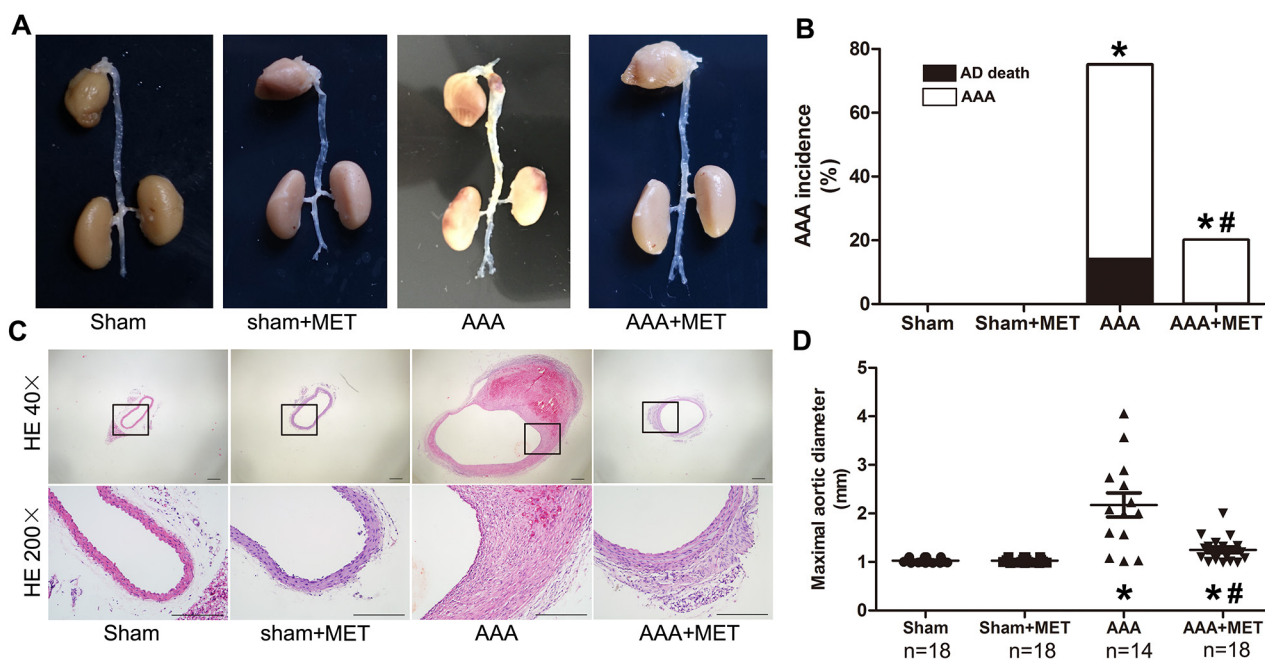 A
Sham
sham+MET
AAA
AAA+MET
B
80
60
40
20
0
AAA incidence
(%)
AD death
AAA
*
* #
Sham
Sham+MET
AAA
AAA+MET
C
HE 40×
HE 200×
Sham
sham+MET
AAA
AAA+MET
D
5
4
3
2
1
0
Maximal aortic diameter
(mm)
*
* #
Sham
Sham+MET
AAA
AAA+MET
n=18
n=18
n=14
n=18